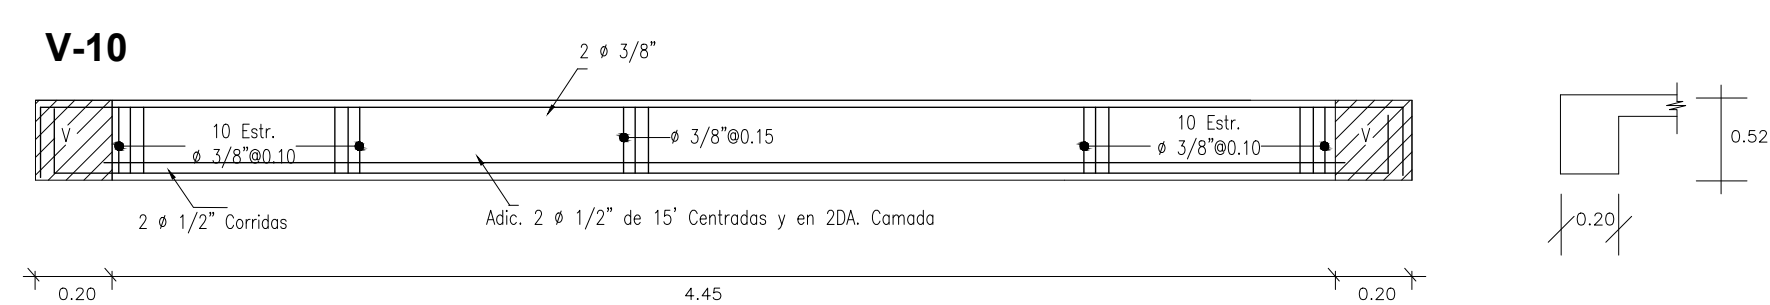 V-10
2 ø 3/8"
V
10 Estr.
ø 3/8"@0.10
ø 3/8"@0.15
10 Estr.
ø 3/8"@0.10
V
2 ø 1/2" Corridas
Adic. 2 ø 1/2" de 15' Centradas y en 2DA. Camada
0.52
0.20
0.20
4.45
0.20